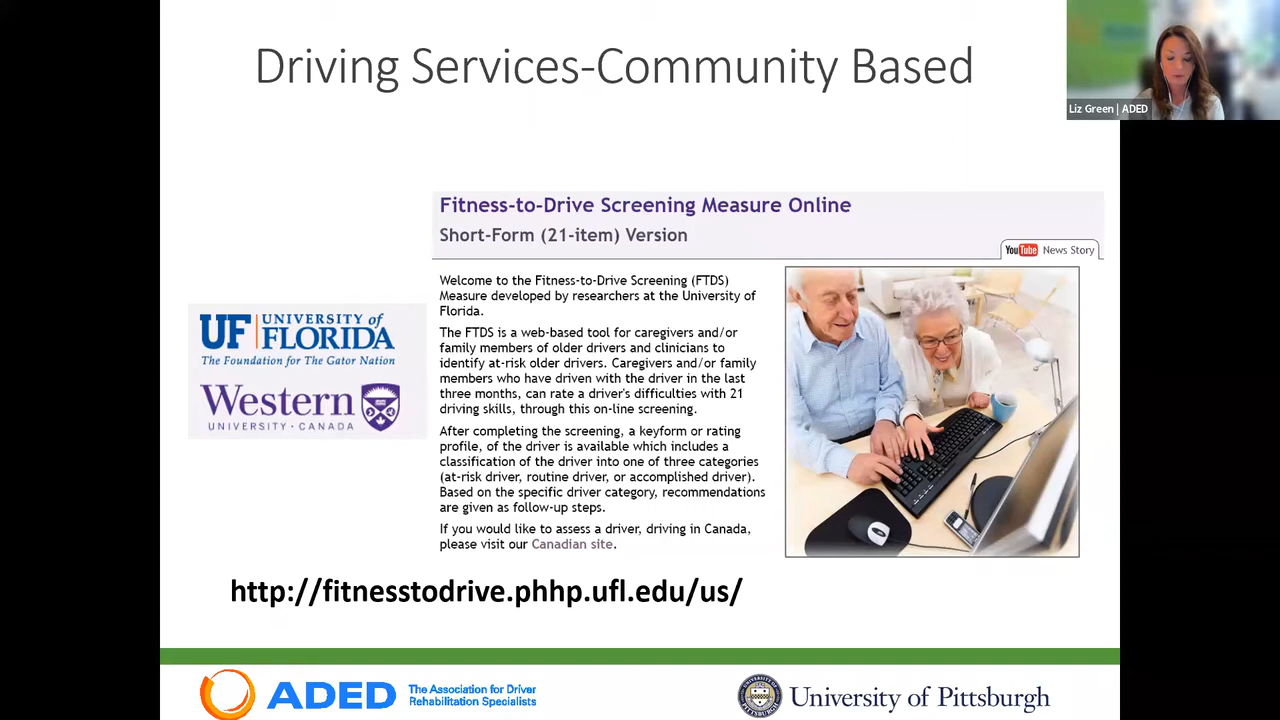 Driving Services-Community Based
Liz Green | ADED
Fitness-to-Drive Screening Measure Online
Short-Form (21-item) Version
YouTube News Story
Welcome to the Fitness-to-Drive Screening (FTDS)
Measure developed by researchers at the University of
Florida.
The FTDS is a web-based tool for caregivers and/or
family members of older drivers and clinicians to
identify at-risk older drivers. Caregivers and/or family
members who have driven with the driver in the last
three months, can rate a driver's difficulties with 21
driving skills, through this on-line screening.
After completing the screening, a keyform or rating
profile, of the driver is available which includes a
classification of the driver into one of three categories
(at-risk driver, routine driver, or accomplished driver).
Based on the specific driver category, recommendations
are given as follow-up steps.
If you would like to assess a driver, driving in Canada,
please visit our Canadian site.
UF UNIVERSITY of
FLORIDA
The Foundation for The Gator Nation
Western
UNIVERSITY · CANADA
http://fitnesstodrive.phhp.ufl.edu/us/
ADED The Association for Driver
Rehabilitation Specialists
University of Pittsburgh